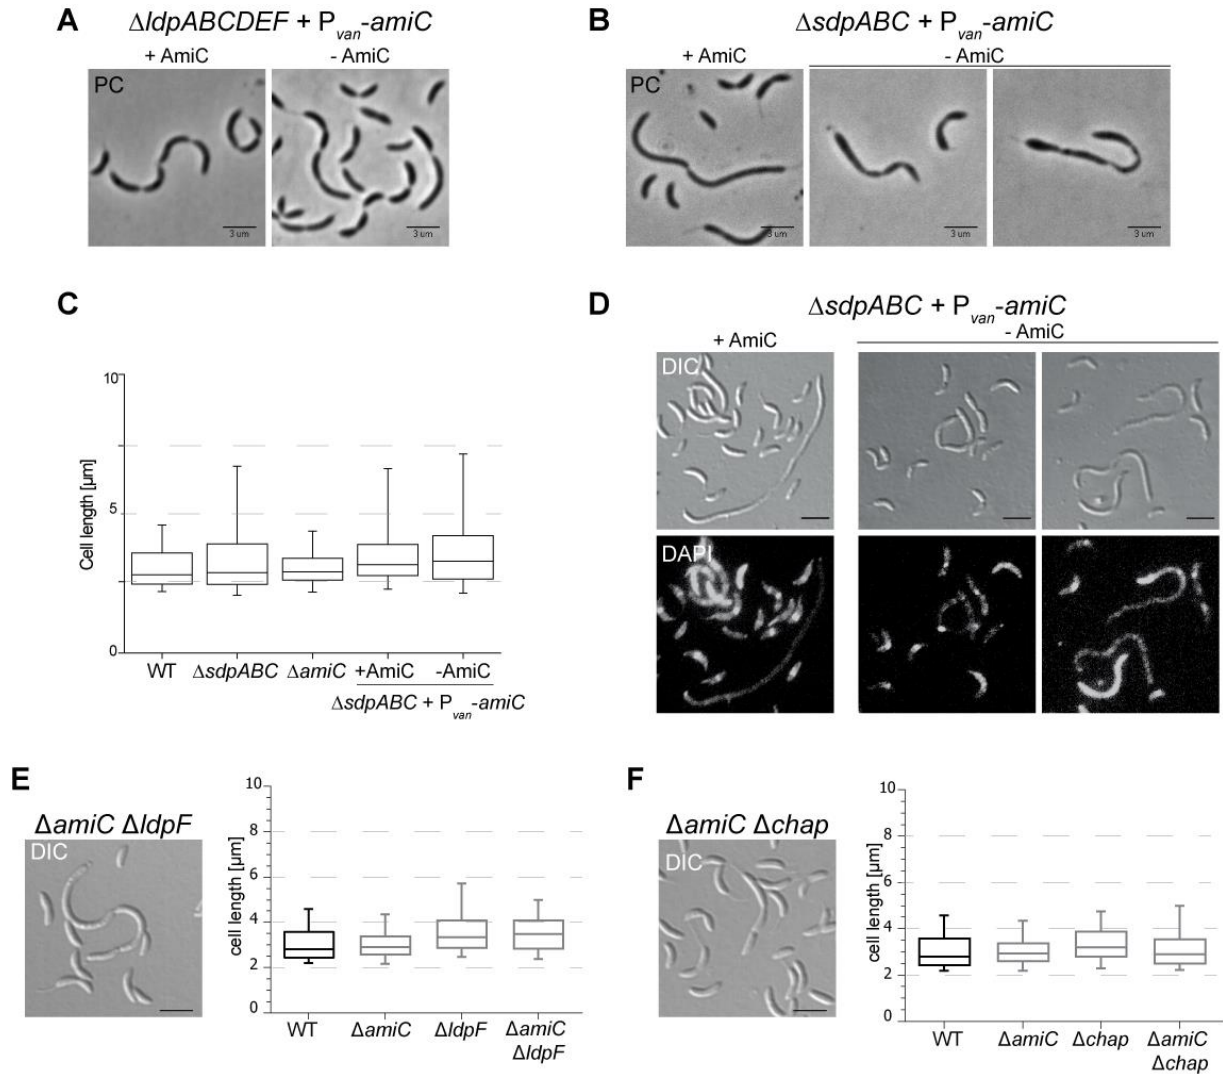 A
ΔldpABCDEF + Pvan-amiC
+ AmiC
- AmiC
PC
3 um
3 um
B
ΔsdpABC + Pvan-amiC
+ AmiC
- AmiC
PC
3 um
3 um
3 um
C
Cell length [µm]
10
5
0
WT
ΔsdpABC
ΔamiC
+AmiC
-AmiC
ΔsdpABC + Pvan-amiC
D
ΔsdpABC + Pvan-amiC
+ AmiC
- AmiC
DIC
DAPI
E
ΔamiC ΔldpF
DIC
cell length [µm]
10
8
6
4
2
0
WT
ΔamiC
ΔldpF
ΔamiC
ΔldpF
F
ΔamiC Δchap
DIC
cell length [µm]
10
8
6
4
2
0
WT
ΔamiC
Δchap
ΔamiC
Δchap